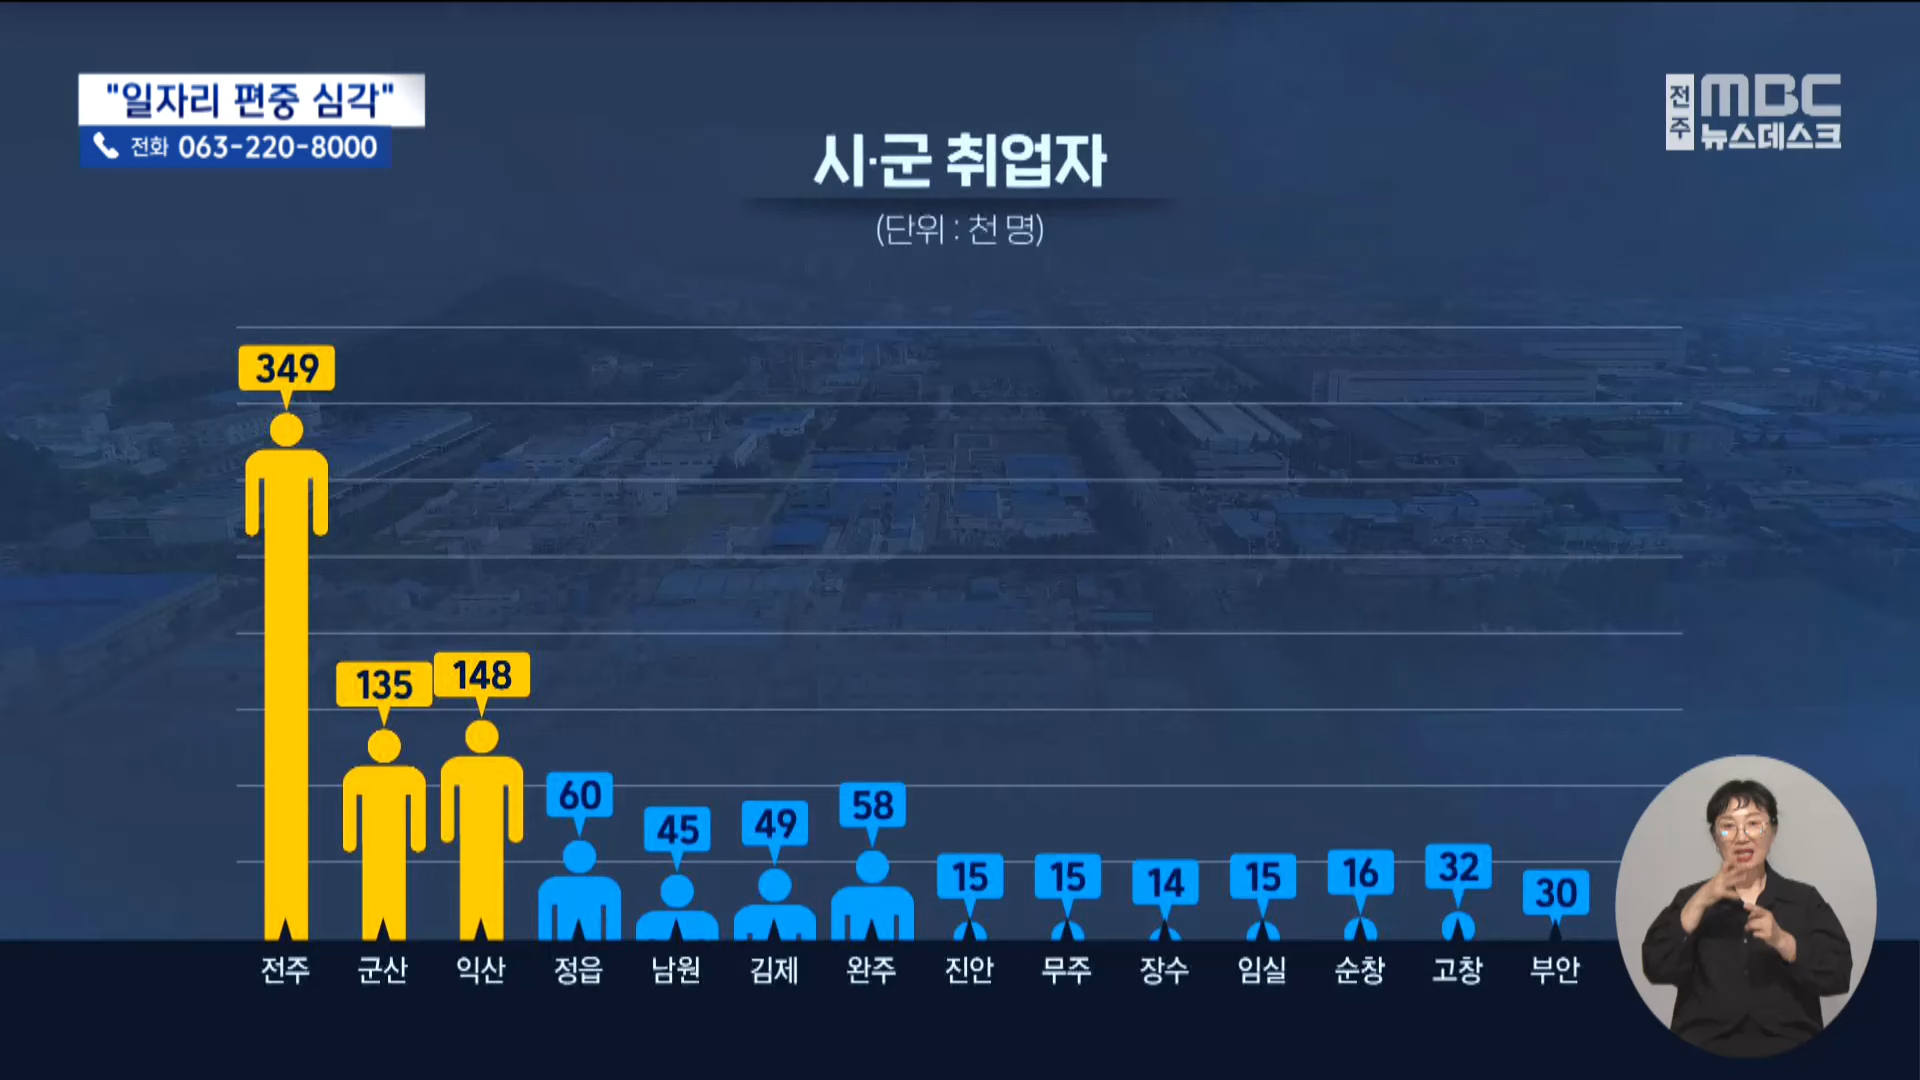 "일자리 편중 심각"
전화 063-220-8000
전주 MBC
뉴스데스크
시·군 취업자
(단위 : 천 명)
349
135
148
60
45
49
58
15
15
14
15
16
32
30
전주
군산
익산
정읍
남원
김제
완주
진안
무주
장수
임실
순창
고창
부안